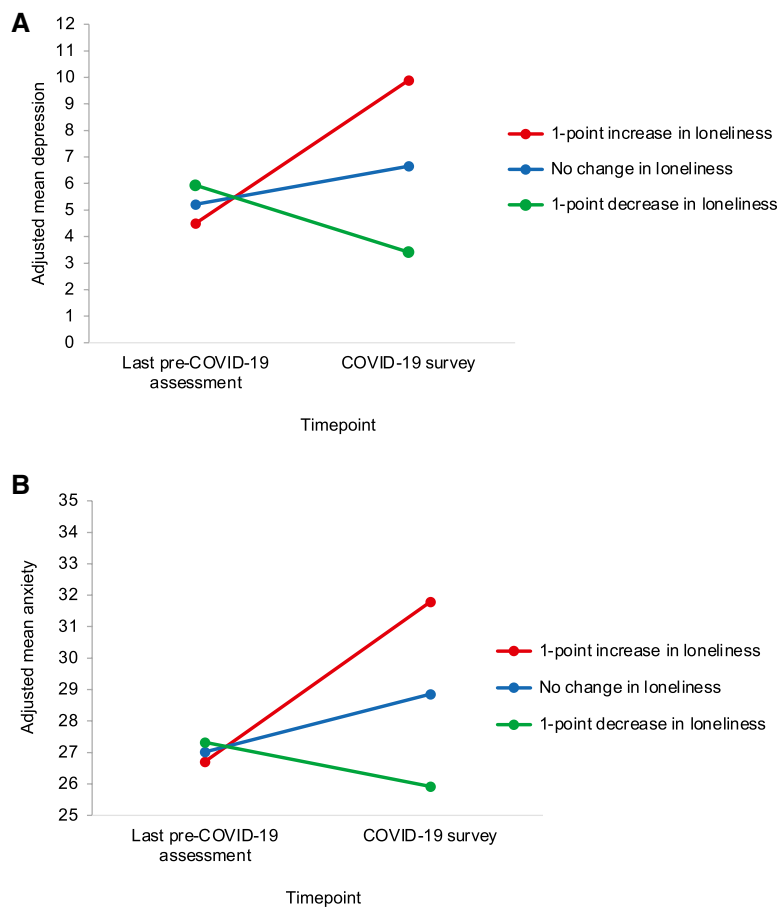 A
12
11
10
9
8
7
6
5
4
3
2
1
0
Adjusted mean depression
Last pre-COVID-19
assessment
COVID-19 survey
Timepoint
1-point increase in loneliness
No change in loneliness
1-point decrease in loneliness
B
35
34
33
32
31
30
29
28
27
26
25
Adjusted mean anxiety
Last pre-COVID-19
assessment
COVID-19 survey
Timepoint
1-point increase in loneliness
No change in loneliness
1-point decrease in loneliness